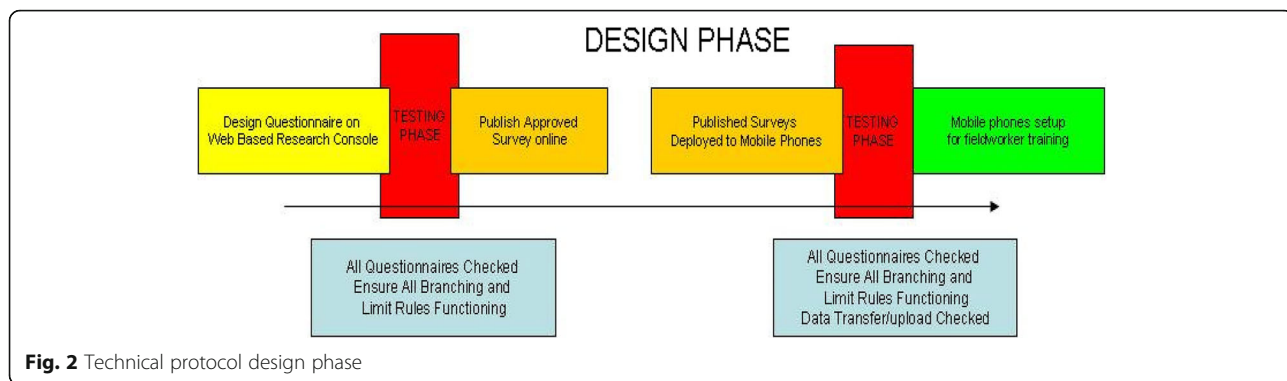 DESIGN PHASE
Design Questionnaire on
Web Based Research Console
TESTING
PHASE
Publish Approved
Survey online
Published Surveys
Deployed to Mobile Phones
TESTING
PHASE
Mobile phones setup
for fieldworker training
All Questionnaires Checked
Ensure All Branching and
Limit Rules Functioning
All Questionnaires Checked
Ensure All Branching and
Limit Rules Functioning
Data Transfer/upload Checked
Fig. 2 Technical protocol design phase